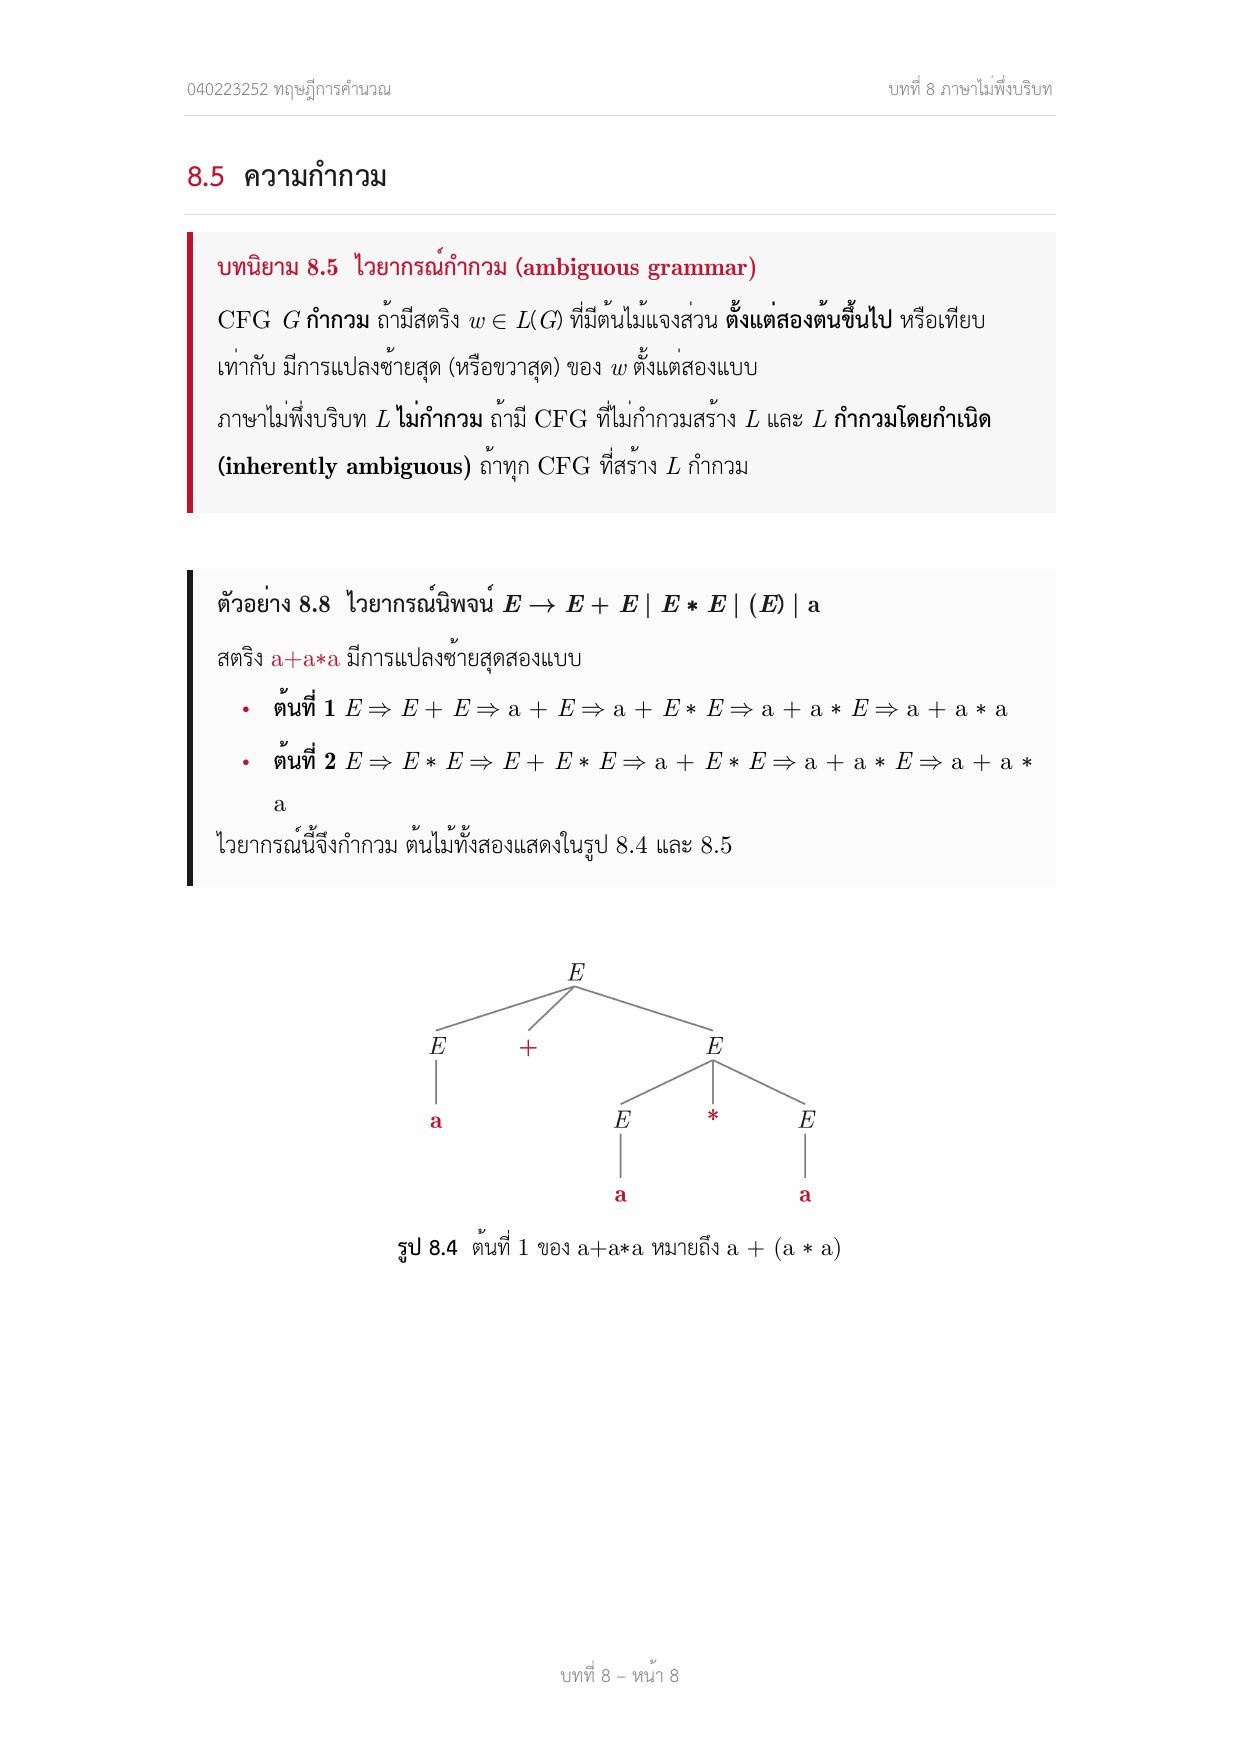 040223252 ทฤษฎีการคำนวณ บทที่ 8 ภาษาไม่พึ่งบริบท
8.5 ความกำกวม
บทนิยาม 8.5 ไวยากรณ์กำกวม (ambiguous grammar)
CFG G กำกวม ถ้ามีสตริง w ∈ L(G) ที่มีต้นไม้แจงส่วน ตั้งแต่สองต้นขึ้นไป หรือเทียบ
เท่ากับ มีการแปลงซ้ายสุด (หรือขวาสุด) ของ w ตั้งแต่สองแบบ
ภาษาไม่พึ่งบริบท L ไม่กำกวม ถ้ามี CFG ที่ไม่กำกวมสร้าง L และ L กำกวมโดยกำเนิด
(inherently ambiguous) ถ้าทุก CFG ที่สร้าง L กำกวม
ตัวอย่าง 8.8 ไวยากรณ์นิพจน์ E → E + E | E * E | (E) | a
สตริง a+a*a มีการแปลงซ้ายสุดสองแบบ
• ต้นที่ 1 E ⇒ E + E ⇒ a + E ⇒ a + E * E ⇒ a + a * E ⇒ a + a * a
• ต้นที่ 2 E ⇒ E * E ⇒ E + E * E ⇒ a + E * E ⇒ a + a * E ⇒ a + a *
a
ไวยากรณ์นี้จึงกำกวม ต้นไม้ทั้งสองแสดงในรูป 8.4 และ 8.5
E
E + E
a E * E
a a
รูป 8.4 ต้นที่ 1 ของ a+a*a หมายถึง a + (a * a)
บทที่ 8 – หน้า 8